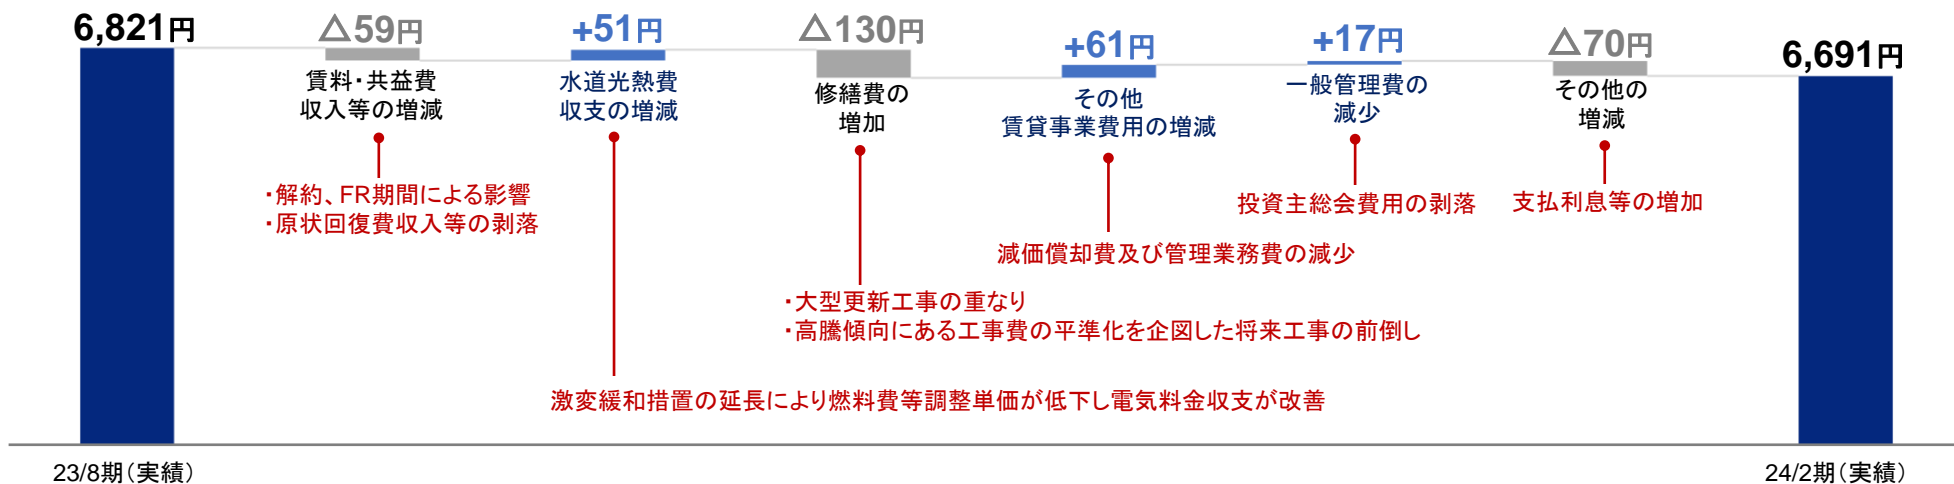 6,821円
△59円
賃料・共益費
収入等の増減
・解約、FR期間による影響
・原状回復費収入等の剥落
+51円
水道光熱費
収支の増減
激変緩和措置の延長により燃料費等調整単価が低下し電気料金収支が改善
△130円
修繕費の
増加
・大型更新工事の重なり
・高騰傾向にある工事費の平準化を企図した将来工事の前倒し
+61円
その他
賃貸事業費用の増減
減価償却費及び管理業務費の減少
+17円
一般管理費の
減少
投資主総会費用の剥落
△70円
その他の
増減
支払利息等の増加
6,691円
23/8期（実績）
24/2期（実績）